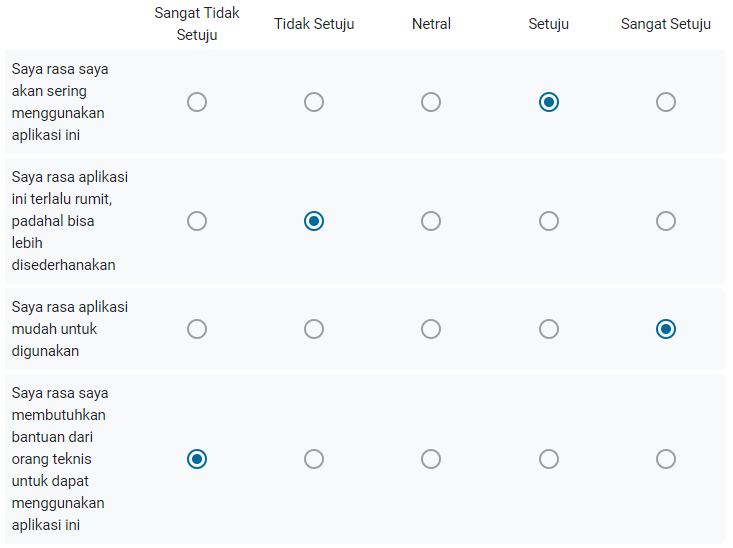 Sangat Tidak
Setuju
Tidak Setuju
Netral
Setuju
Sangat Setuju
Saya rasa saya
akan sering
menggunakan
aplikasi ini
Saya rasa aplikasi
ini terlalu rumit,
padahal bisa
lebih
disederhanakan
Saya rasa aplikasi
mudah untuk
digunakan
Saya rasa saya
membutuhkan
bantuan dari
orang teknis
untuk dapat
menggunakan
aplikasi ini